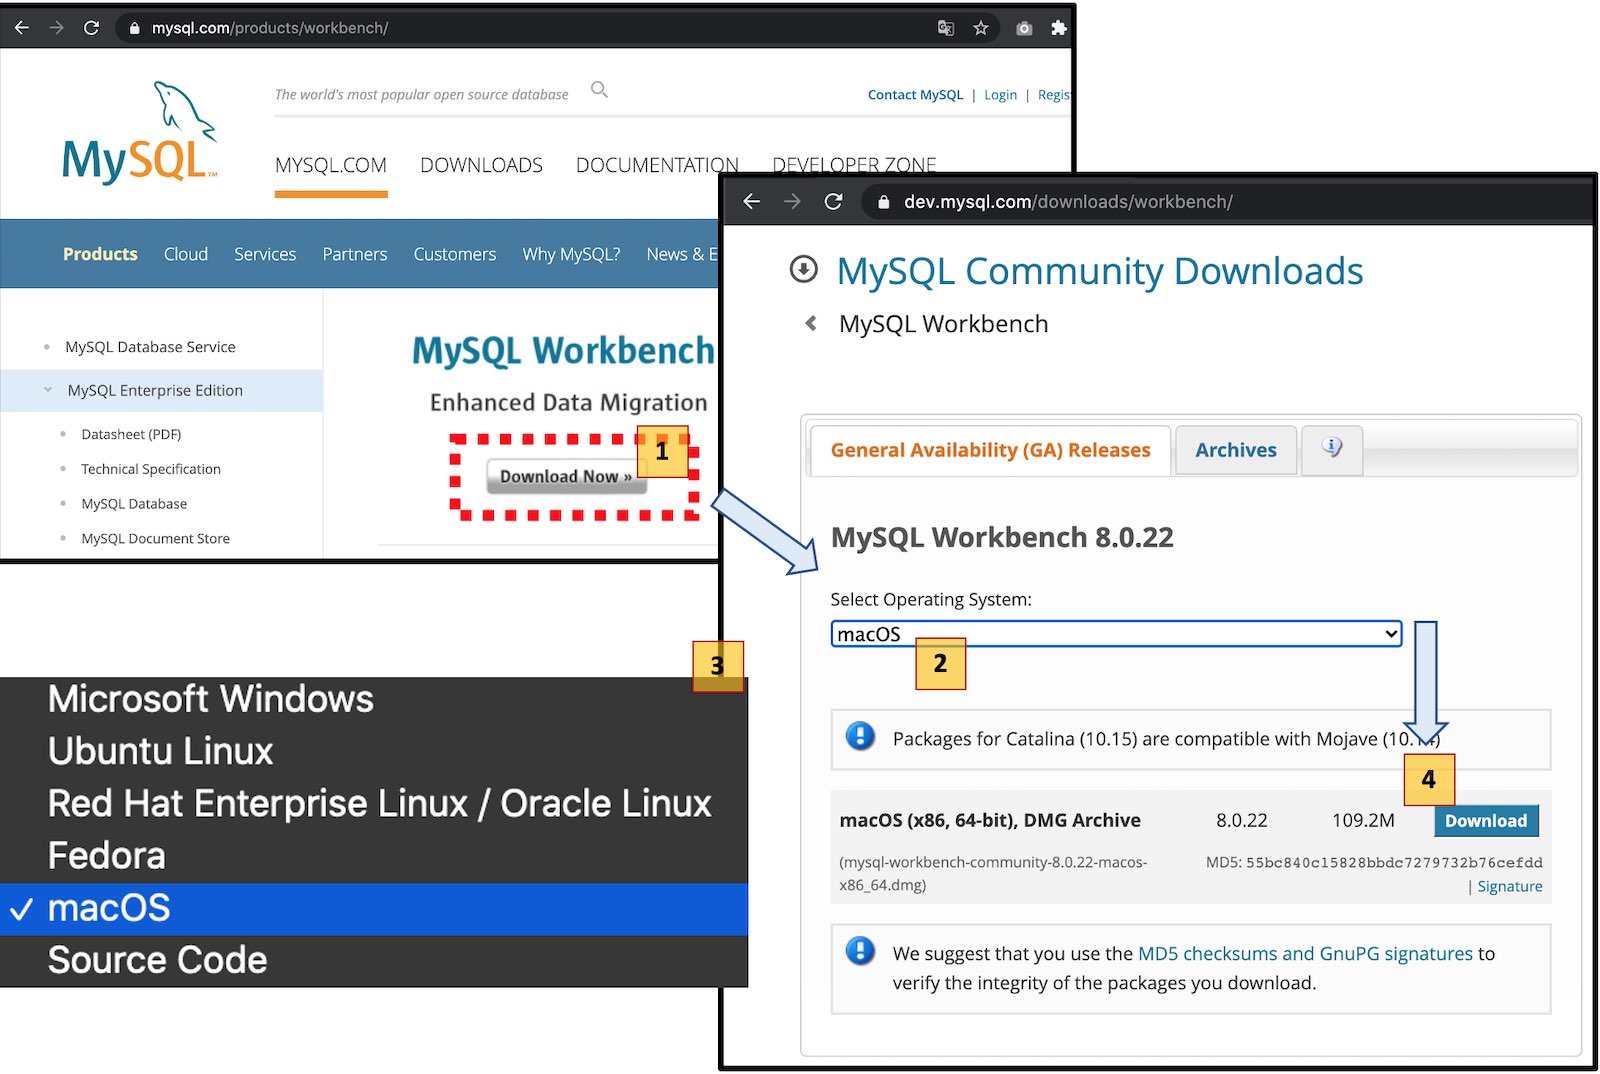 mysql.com/products/workbench/
The world's most popular open source database
Contact MySQL | Login | Regis
MySQL™
MYSQL.COM DOWNLOADS DOCUMENTATION DEVELOPER ZONE
Products Cloud Services Partners Customers Why MySQL? News & E
MySQL Database Service
MySQL Enterprise Edition
Datasheet (PDF)
Technical Specification
MySQL Database
MySQL Document Store
MySQL Workbench
Enhanced Data Migration
1
Download Now »
dev.mysql.com/downloads/workbench/
MySQL Community Downloads
MySQL Workbench
General Availability (GA) Releases Archives i
MySQL Workbench 8.0.22
Select Operating System:
macOS
2
3
Microsoft Windows
Ubuntu Linux
Red Hat Enterprise Linux / Oracle Linux
Fedora
✓ macOS
Source Code
Packages for Catalina (10.15) are compatible with Mojave (10.14)
4
macOS (x86, 64-bit), DMG Archive 8.0.22 109.2M Download
(mysql-workbench-community-8.0.22-macos-
x86_64.dmg)
MD5: 55bc840c15828bbdc7279732b76cefdd
| Signature
We suggest that you use the MD5 checksums and GnuPG signatures to
verify the integrity of the packages you download.